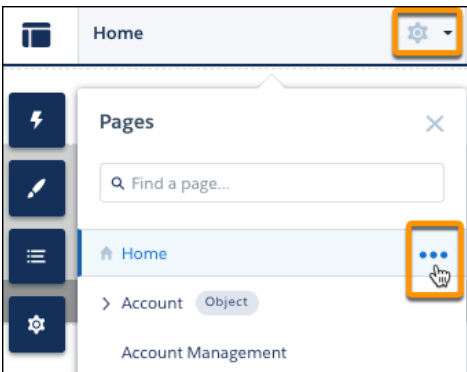 Home
Pages
Find a page...
Home
Account Object
Account Management